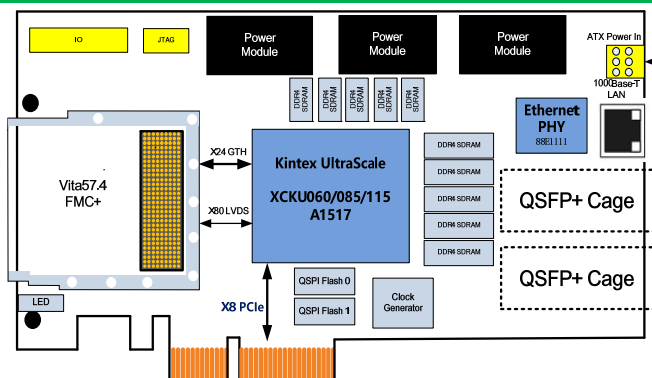 IO
JTAG
Power
Module
Power
Module
Power
Module
ATX Power In
1000Base-T
LAN
DDR4
SDRAM
DDR4
SDRAM
DDR4
SDRAM
DDR4
SDRAM
DDR4
SDRAM
Ethernet
PHY
88E1111
Vita57.4
FMC+
X24 GTH
X80 LVDS
Kintex UltraScale
XCKU060/085/115
A1517
DDR4 SDRAM
DDR4 SDRAM
DDR4 SDRAM
DDR4 SDRAM
DDR4 SDRAM
QSFP+ Cage
QSFP+ Cage
LED
X8 PCIe
QSPI Flash 0
QSPI Flash 1
Clock
Generator